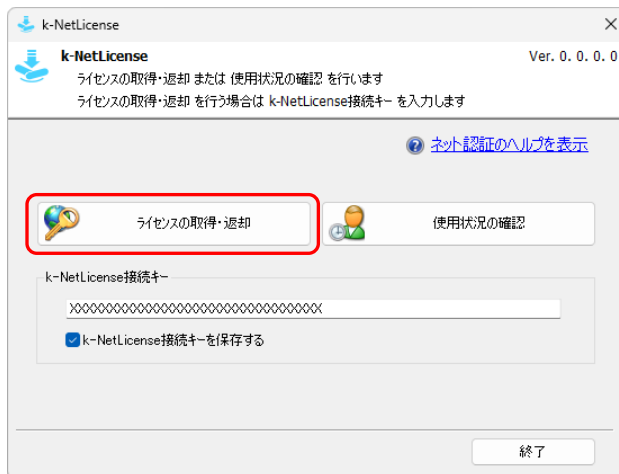 k-NetLicense
k-NetLicense
Ver. 0. 0. 0. 0
ライセンスの取得・返却 または 使用状況の確認 を行います
ライセンスの取得・返却 を行う場合は k-NetLicense接続キー を入力します
ネット認証のヘルプを表示
ライセンスの取得・返却
使用状況の確認
k-NetLicense接続キー
XXXXXXXXXXXXXXXXXXXXXXXXXXXXXXXXXXX
k-NetLicense接続キーを保存する
終了